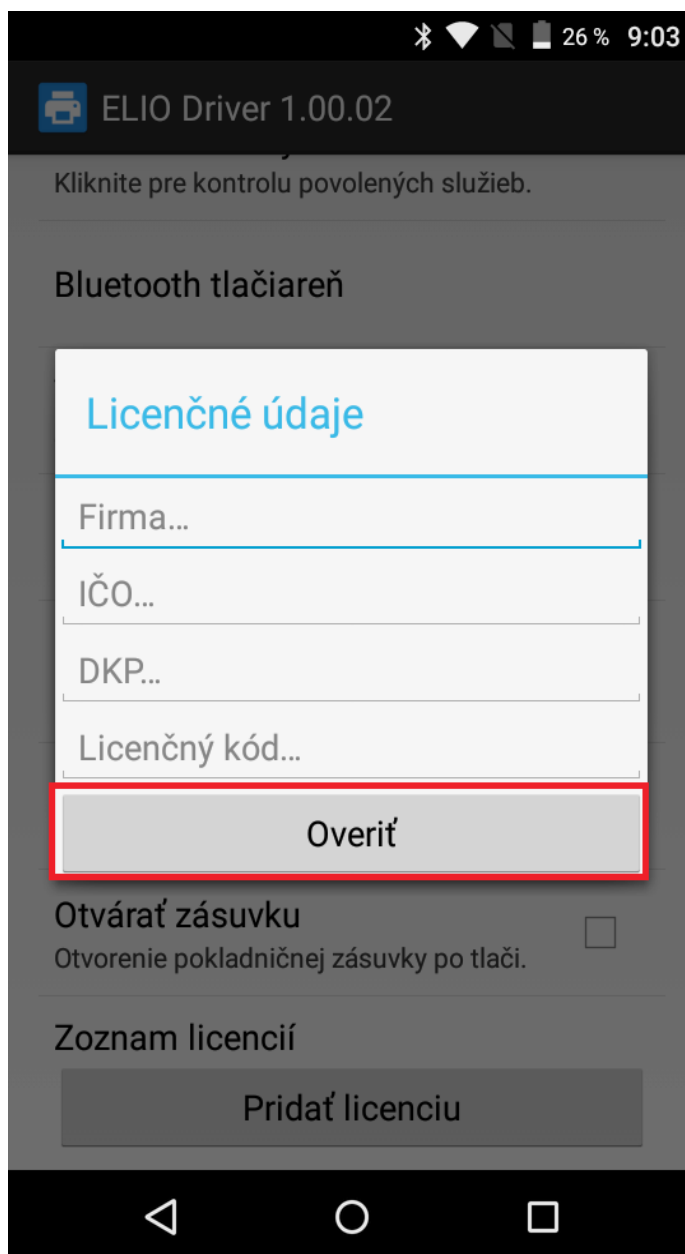 26 % 9:03
ELIO Driver 1.00.02
Kliknite pre kontrolu povolených služieb.
Bluetooth tlačiareň
Licenčné údaje
Firma...
IČO...
DKP...
Licenčný kód...
Overiť
Otvárať zásuvku
Otvorenie pokladničnej zásuvky po tlači.
Zoznam licencií
Pridať licenciu